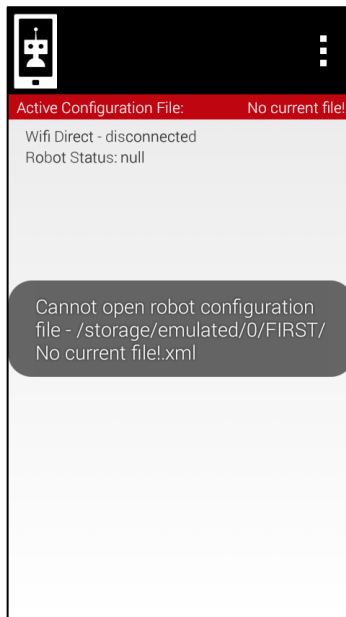 Active Configuration File: No current file!
Wifi Direct - disconnected
Robot Status: null
Cannot open robot configuration
file - /storage/emulated/0/FIRST/
No current file!.xml